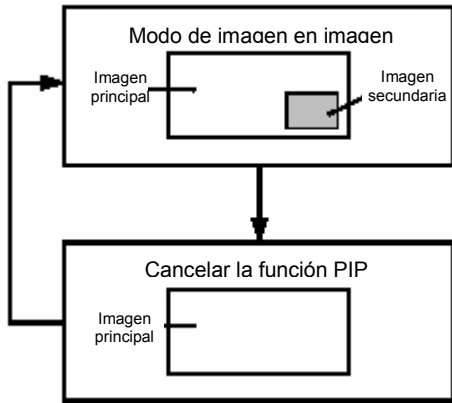 Modo de imagen en imagen
Imagen
principal
Imagen
secundaria
Cancelar la función PIP
Imagen
principal